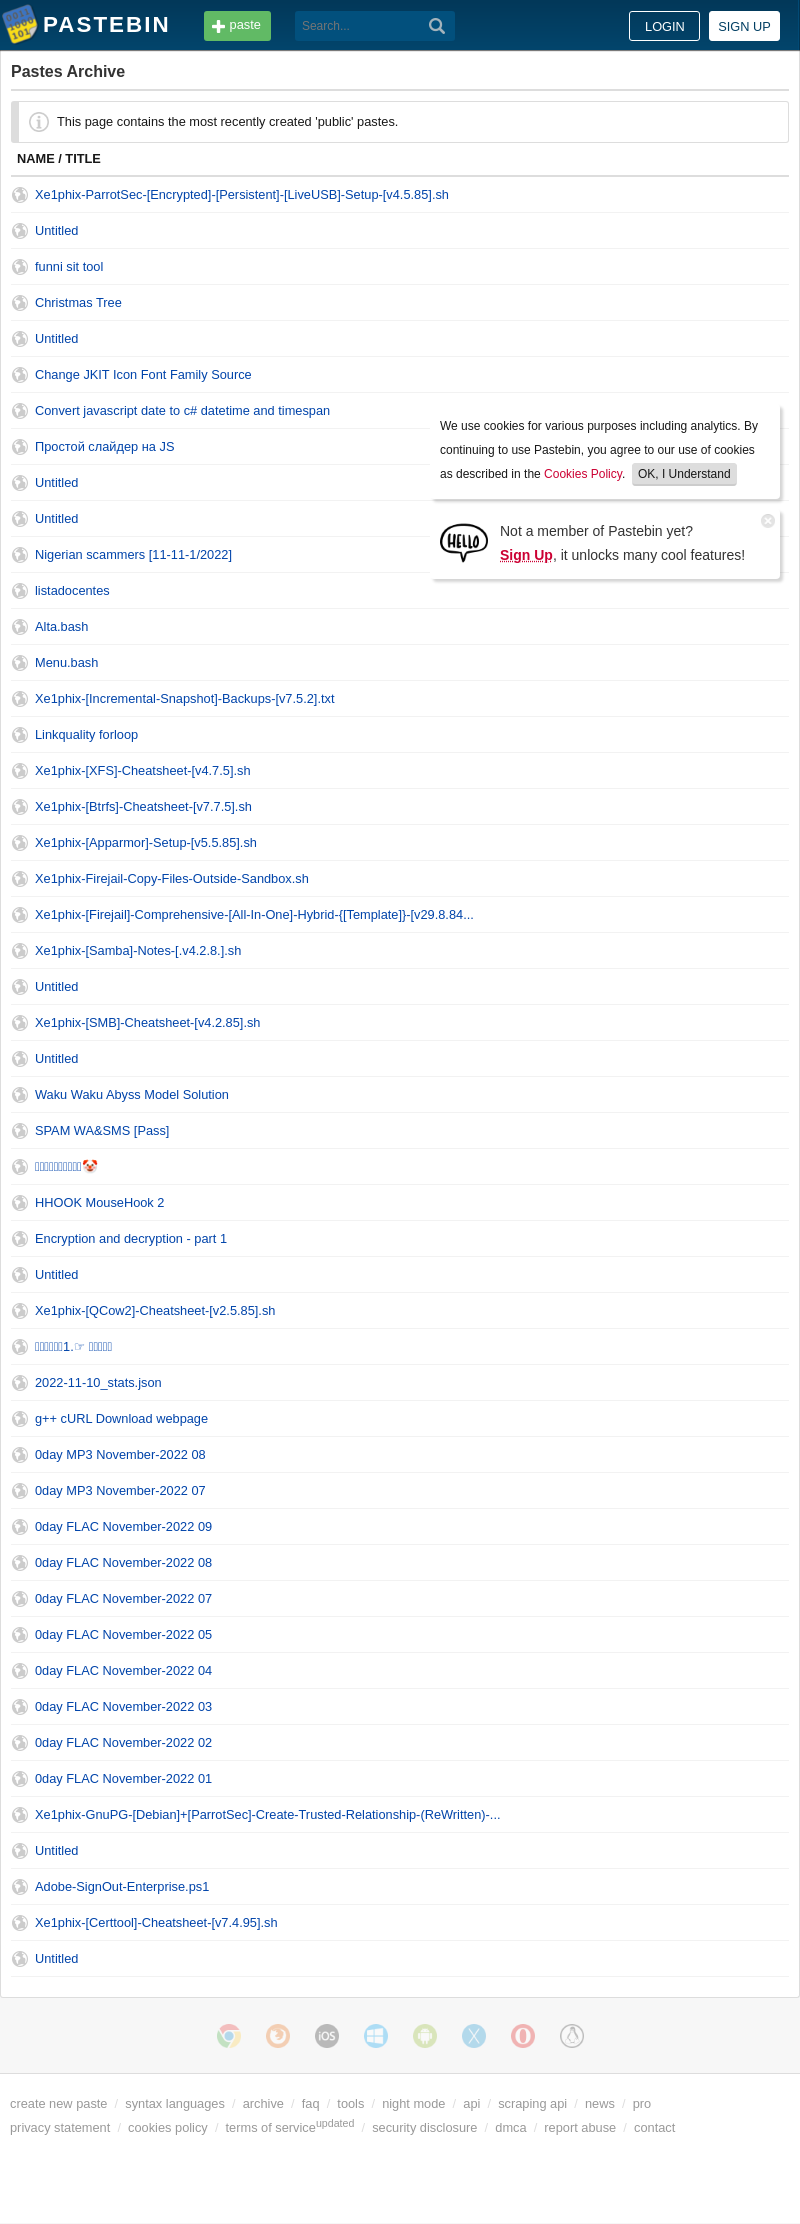 PASTEBIN
paste
Search...
LOGIN
SIGN UP
Pastes Archive
This page contains the most recently created 'public' pastes.
NAME / TITLE
Xe1phix-ParrotSec-[Encrypted]-[Persistent]-[LiveUSB]-Setup-[v4.5.85].sh
Untitled
funni sit tool
Christmas Tree
Untitled
Change JKIT Icon Font Family Source
Convert javascript date to c# datetime and timespan
Простой слайдер на JS
Untitled
Untitled
Nigerian scammers [11-11-1/2022]
We use cookies for various purposes including analytics. By
continuing to use Pastebin, you agree to our use of cookies
as described in the Cookies Policy. OK, I Understand
HELLO
Not a member of Pastebin yet?
Sign Up, it unlocks many cool features!
listadocentes
Alta.bash
Menu.bash
Xe1phix-[Incremental-Snapshot]-Backups-[v7.5.2].txt
Linkquality forloop
Xe1phix-[XFS]-Cheatsheet-[v4.7.5].sh
Xe1phix-[Btrfs]-Cheatsheet-[v7.7.5].sh
Xe1phix-[Apparmor]-Setup-[v5.5.85].sh
Xe1phix-Firejail-Copy-Files-Outside-Sandbox.sh
Xe1phix-[Firejail]-Comprehensive-[All-In-One]-Hybrid-{[Template]}-[v29.8.84...
Xe1phix-[Samba]-Notes-[.v4.2.8.].sh
Untitled
Xe1phix-[SMB]-Cheatsheet-[v4.2.85].sh
Untitled
Waku Waku Abyss Model Solution
SPAM WA&SMS [Pass]
🤡
HHOOK MouseHook 2
Encryption and decryption - part 1
Untitled
Xe1phix-[QCow2]-Cheatsheet-[v2.5.85].sh
1.☞
2022-11-10_stats.json
g++ cURL Download webpage
0day MP3 November-2022 08
0day MP3 November-2022 07
0day FLAC November-2022 09
0day FLAC November-2022 08
0day FLAC November-2022 07
0day FLAC November-2022 05
0day FLAC November-2022 04
0day FLAC November-2022 03
0day FLAC November-2022 02
0day FLAC November-2022 01
Xe1phix-GnuPG-[Debian]+[ParrotSec]-Create-Trusted-Relationship-(ReWritten)-...
Untitled
Adobe-SignOut-Enterprise.ps1
Xe1phix-[Certtool]-Cheatsheet-[v7.4.95].sh
Untitled
iOS
create new paste / syntax languages / archive / faq / tools / night mode / api / scraping api / news / pro
privacy statement / cookies policy / terms of serviceupdated / security disclosure / dmca / report abuse / contact